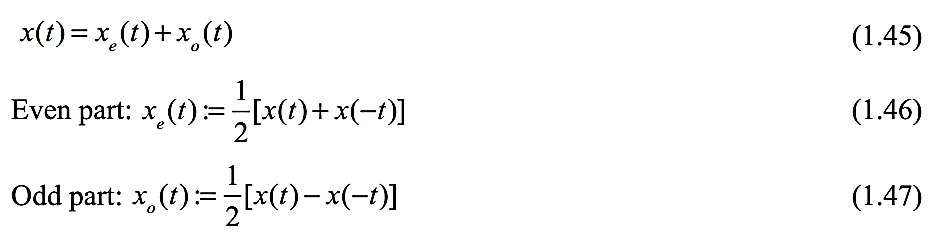 x(t) = x_e(t) + x_o(t) (1.45)
Even part: x_e(t) := 1/2[x(t) + x(−t)] (1.46)
Odd part: x_o(t) := 1/2[x(t) − x(−t)] (1.47)